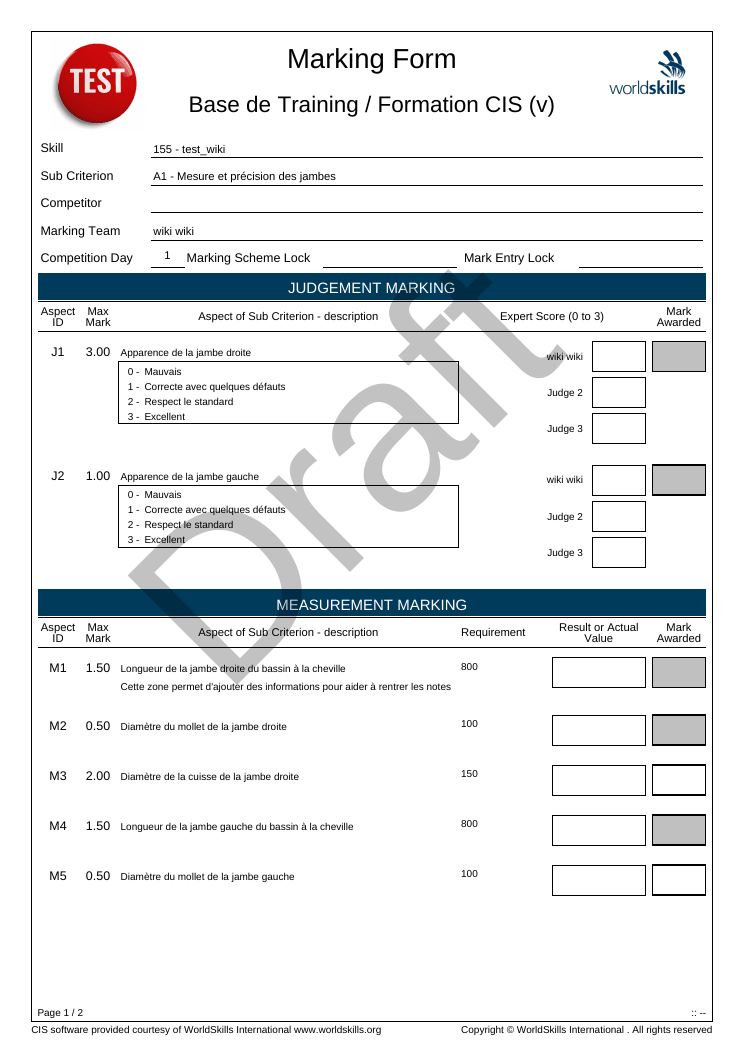 TEST
Marking Form
worldskills
Base de Training / Formation CIS (v)
Skill 155 - test_wiki
Sub Criterion A1 - Mesure et précision des jambes
Competitor
Marking Team wiki wiki
Competition Day 1 Marking Scheme Lock Mark Entry Lock
JUDGEMENT MARKING
Aspect ID Max Mark Aspect of Sub Criterion - description Expert Score (0 to 3) Mark Awarded
J1 3.00 Apparence de la jambe droite wiki wiki
0 - Mauvais
1 - Correcte avec quelques défauts
2 - Respect le standard
3 - Excellent
Judge 2
Judge 3
J2 1.00 Apparence de la jambe gauche wiki wiki
0 - Mauvais
1 - Correcte avec quelques défauts
2 - Respect le standard
3 - Excellent
Judge 2
Judge 3
Draft
MEASUREMENT MARKING
Aspect ID Max Mark Aspect of Sub Criterion - description Requirement Result or Actual Value Mark Awarded
M1 1.50 Longueur de la jambe droite du bassin à la cheville 800
Cette zone permet d'ajouter des informations pour aider à rentrer les notes
M2 0.50 Diamètre du mollet de la jambe droite 100
M3 2.00 Diamètre de la cuisse de la jambe droite 150
M4 1.50 Longueur de la jambe gauche du bassin à la cheville 800
M5 0.50 Diamètre du mollet de la jambe gauche 100
Page 1 / 2 :: --
CIS software provided courtesy of WorldSkills International www.worldskills.org Copyright © WorldSkills International . All rights reserved